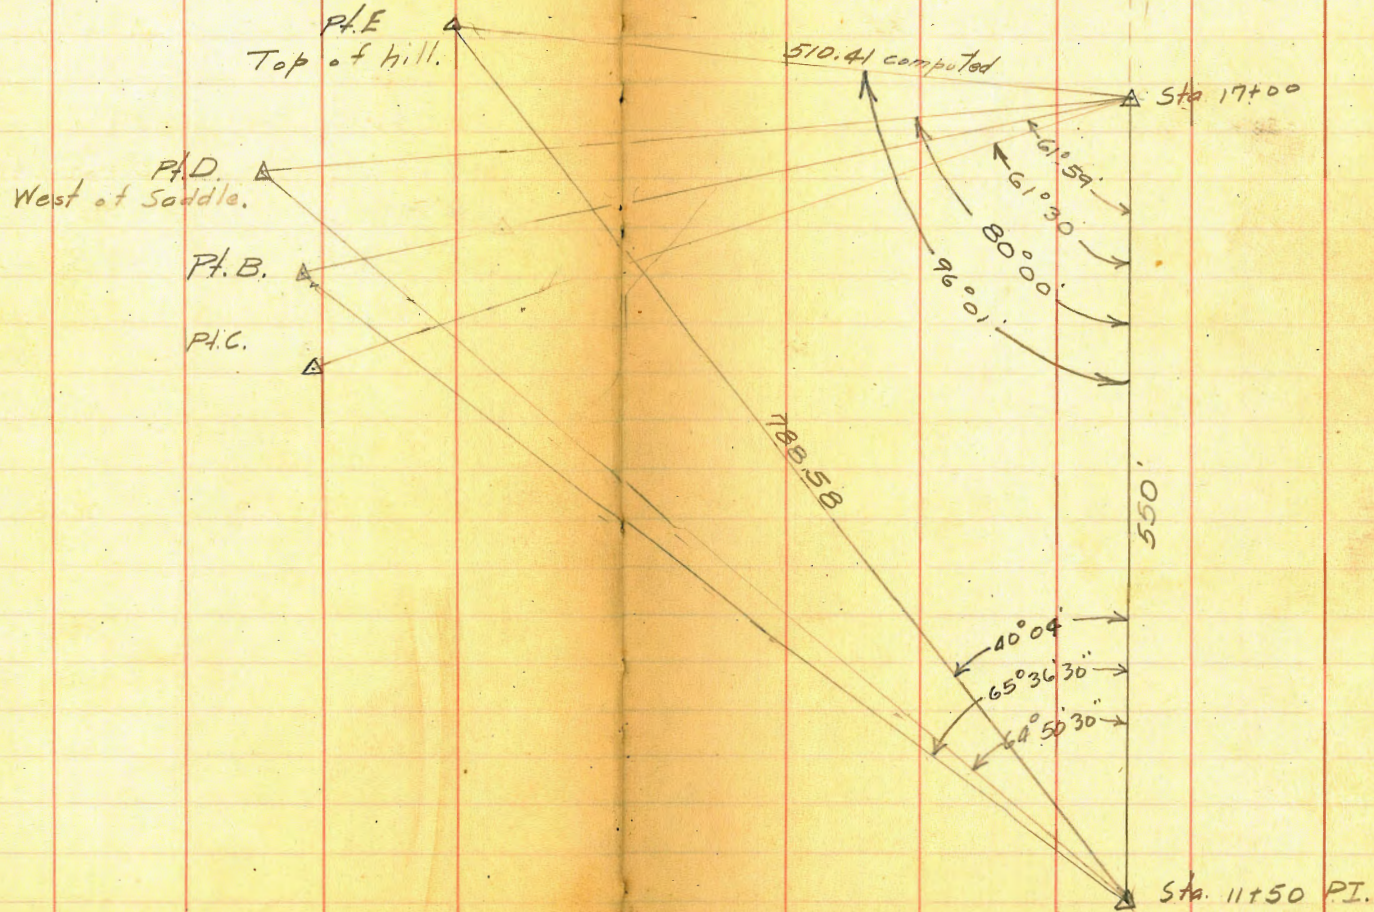 Pt.E
Top of hill.
510.41 computed
Sta 17+00
Pt.D.
West of Saddle.
61°59'
61°30'
80°00'
96°01'
Pt.B.
Pt.C.
788.58
550'
40°04'
65°36'30"
64°50'30"
Sta. 11+50 P.I.